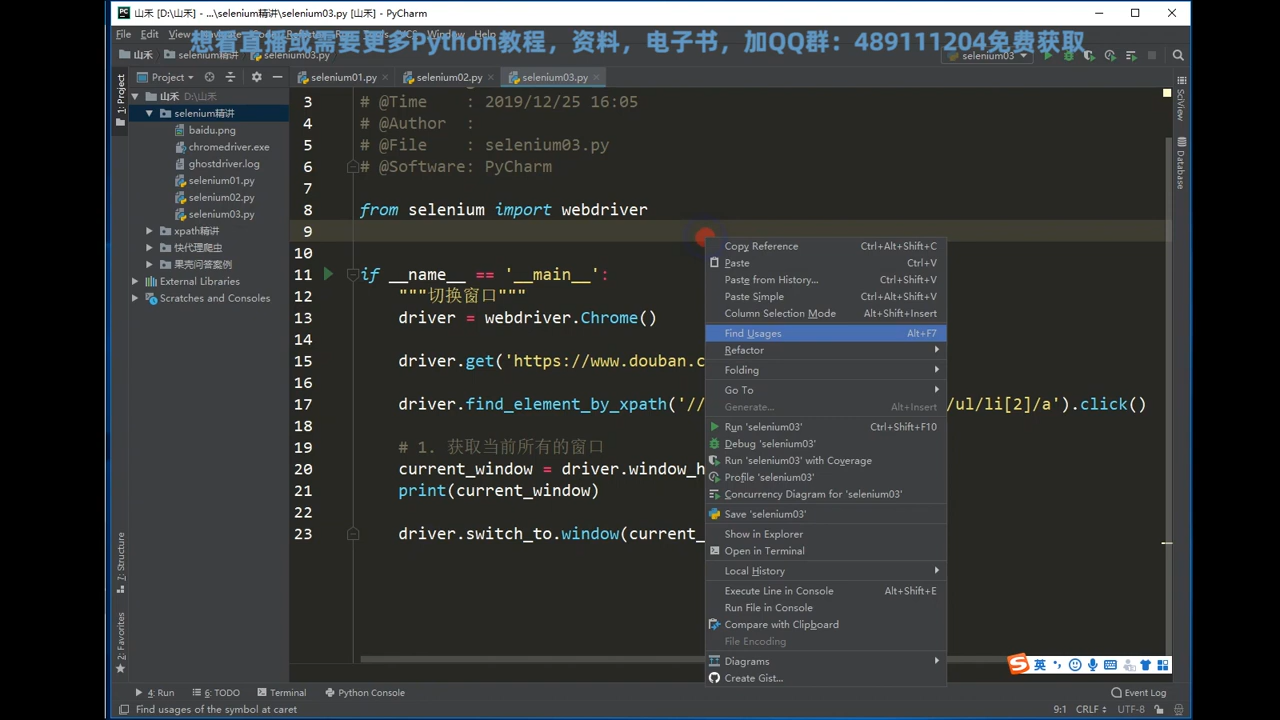 山禾 [D:\山禾] - ...\selenium精讲\selenium03.py [山禾] - PyCharm
File Edit View
VCS Window Help
想看直播或需要更多Python教程，资料，电子书，加QQ群：489111204免费获取
山禾 selenium精讲 selenium03.py
selenium03
Project
selenium01.py
selenium02.py
selenium03.py
1: Project
山禾 D:\山禾
selenium精讲
baidu.png
chromedriver.exe
ghostdriver.log
selenium01.py
selenium02.py
selenium03.py
xpath精讲
快代理爬虫
果壳问答案例
External Libraries
Scratches and Consoles
3 # @Time : 2019/12/25 16:05
4 # @Author :
5 # @File : selenium03.py
6 # @Software: PyCharm
7
8 from selenium import webdriver
9
10
11 if __name__ == '__main__':
12 """切换窗口"""
13 driver = webdriver.Chrome()
14
15 driver.get('https://www.douban.c
16
17 driver.find_element_by_xpath('// /ul/li[2]/a').click()
18
19 # 1. 获取当前所有的窗口
20 current_window = driver.window_h
21 print(current_window)
22
23 driver.switch_to.window(current_
Copy Reference Ctrl+Alt+Shift+C
Paste Ctrl+V
Paste from History... Ctrl+Shift+V
Paste Simple Ctrl+Alt+Shift+V
Column Selection Mode Alt+Shift+Insert
Find Usages Alt+F7
Refactor
Folding
Go To
Generate... Alt+Insert
Run 'selenium03' Ctrl+Shift+F10
Debug 'selenium03'
Run 'selenium03' with Coverage
Profile 'selenium03'
Concurrency Diagram for 'selenium03'
Save 'selenium03'
Show in Explorer
Open in Terminal
Local History
Execute Line in Console Alt+Shift+E
Run File in Console
Compare with Clipboard
File Encoding
Diagrams
Create Gist...
SciView
Database
7: Structure
2: Favorites
英
4: Run 6: TODO Terminal Python Console Event Log
Find usages of the symbol at caret 9:1 CRLF UTF-8